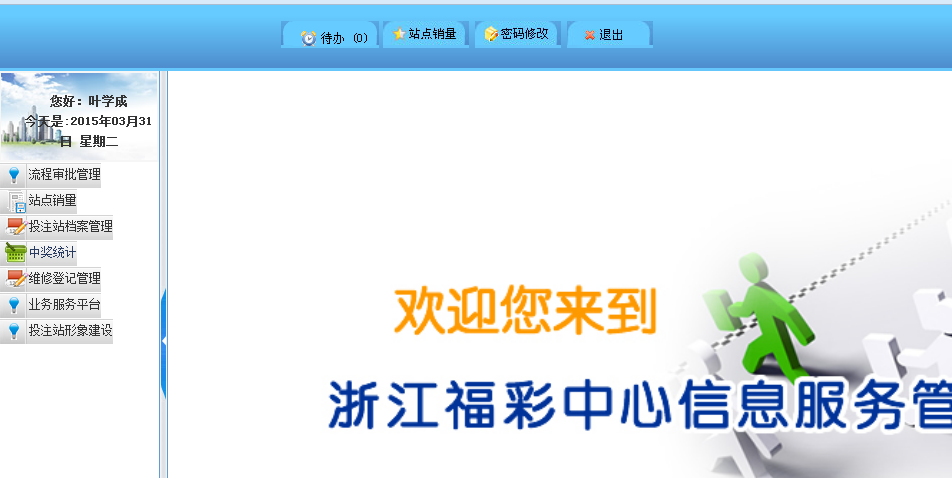 待办 (0)
站点销量
密码修改
退出
您好：叶学成
今天是:2015年03月31
日 星期二
流程审批管理
站点销量
投注站档案管理
中奖统计
维修登记管理
业务服务平台
投注站形象建设
欢迎您来到
浙江福彩中心信息服务管